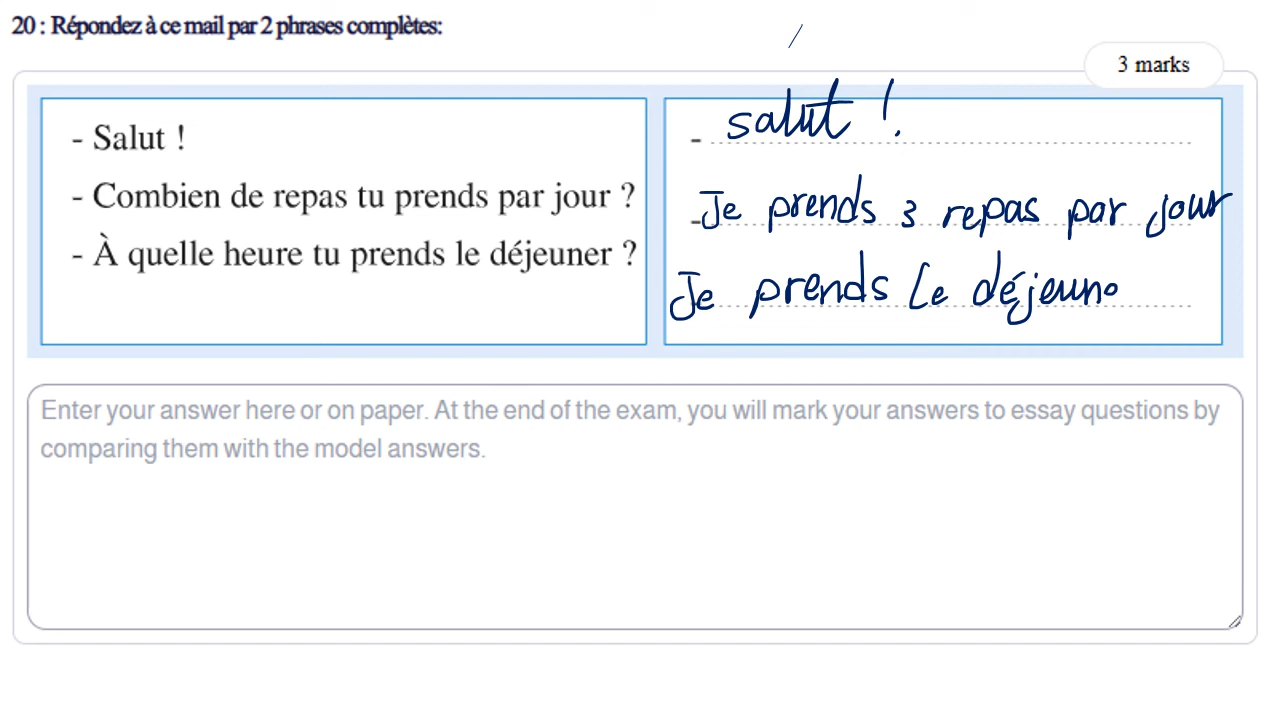 20 : Répondez à ce mail par 2 phrases complètes:
3 marks
- Salut !
- Combien de repas tu prends par jour ?
- À quelle heure tu prends le déjeuner ?
- salut !
- Je prends 3 repas par jour
Je prends le déjeun
Enter your answer here or on paper. At the end of the exam, you will mark your answers to essay questions by
comparing them with the model answers.